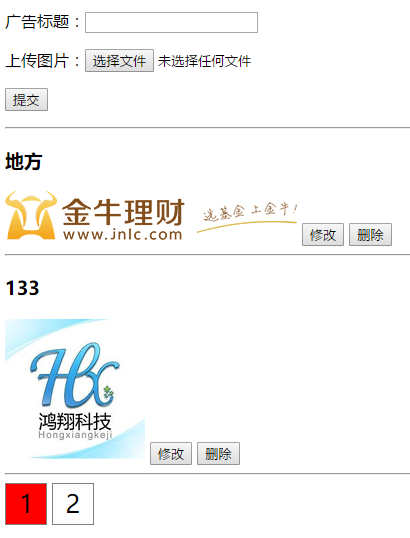 广告标题：
上传图片： 选择文件 未选择任何文件
提交
地方
金牛理财 选基金 上金牛！
www.jnlc.com 修改 删除
133
Hbc
鸿翔科技
Hongxiangkeji
修改 删除
1 2